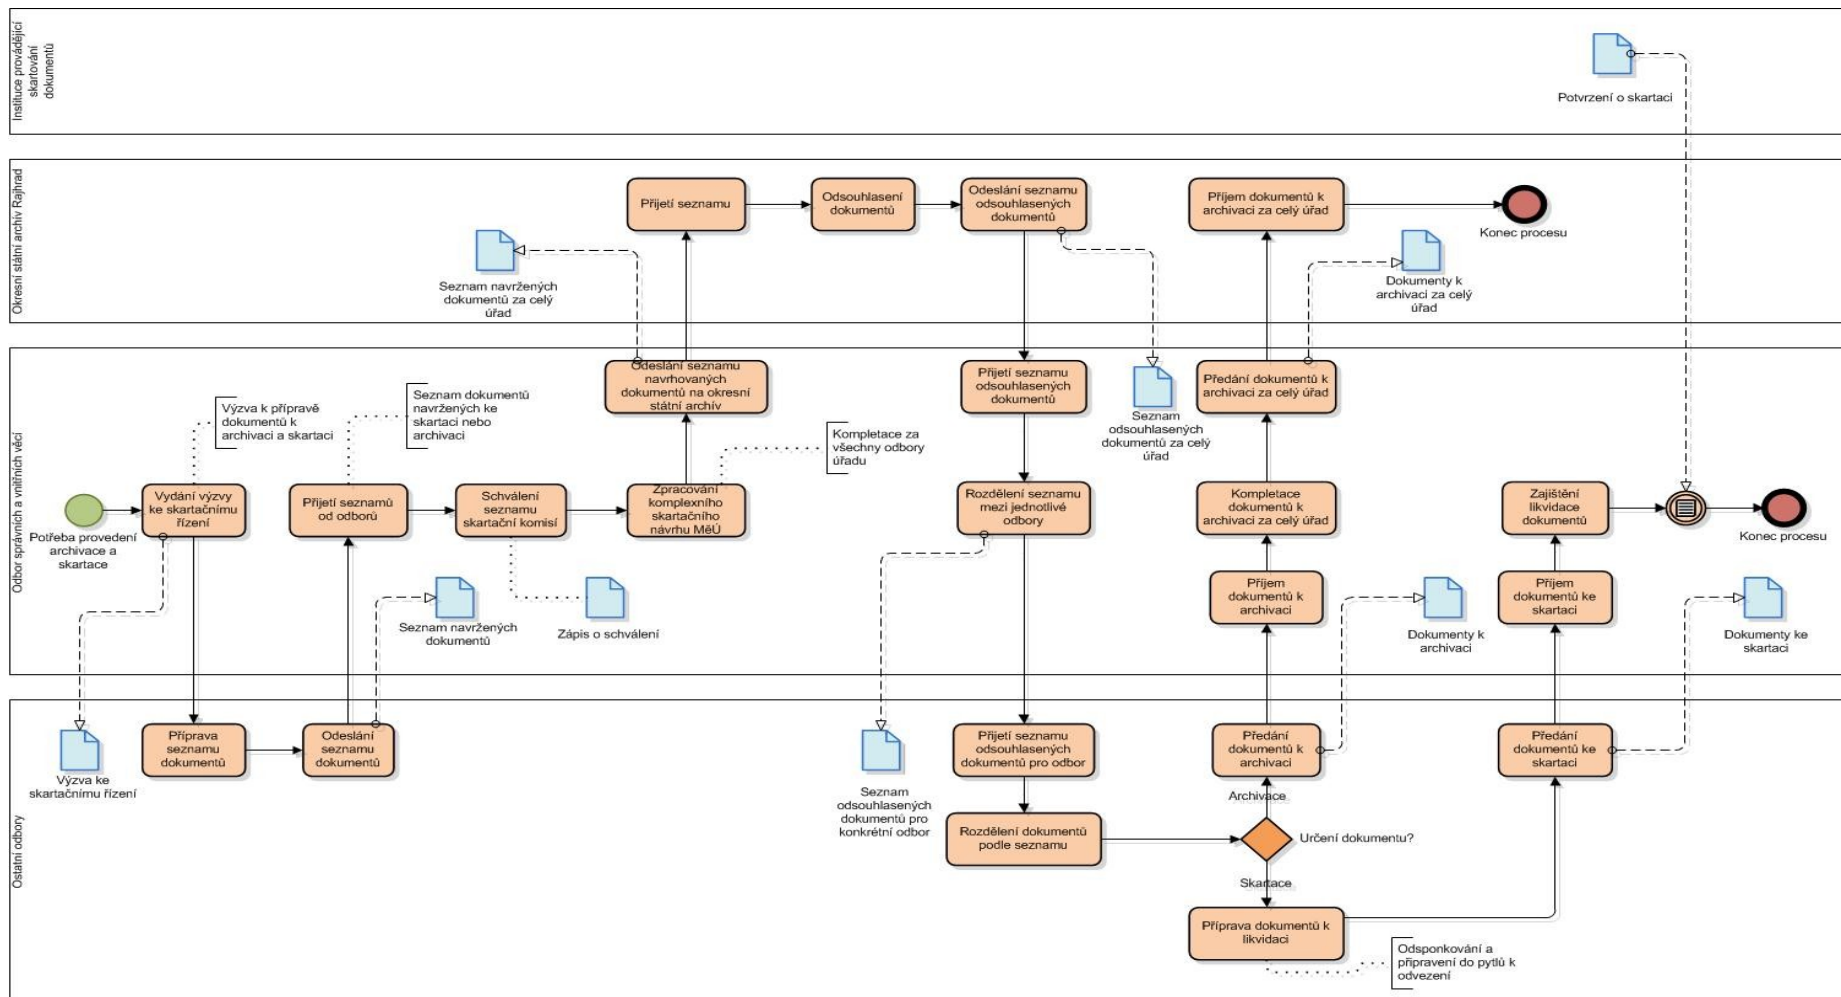 Instituce provádějící
skartování
dokumentů
Potvrzení o skartaci
Okresní státní archív Rajhrad
Přijetí seznamu
Odsouhlasení
dokumentů
Odeslání seznamu
odsouhlasených
dokumentů
Příjem dokumentů k
archivaci za celý úřad
Konec procesu
Seznam navržených
dokumentů za celý
úřad
Dokumenty k
archivaci za celý
úřad
Odbor správních a vnitřních věcí
Odeslání seznamu
navrhovaných
dokumentů na okresní
státní archív
Přijetí seznamu
odsouhlasených
dokumentů
Seznam
odsouhlasených
dokumentů za celý
úřad
Předání dokumentů k
archivaci za celý úřad
Výzva k přípravě
dokumentů k
archivaci a skartaci
Seznam dokumentů
navržených ke
skartaci nebo
archivaci
Kompletace za
všechny odbory
úřadu
Potřeba provedení
archivace a
skartace
Vydání výzvy
ke skartačnímu
řízení
Přijetí seznamů
od odborů
Schválení
seznamu
skartační komisí
Zpracování
komplexního
skartačního
návrhu MěÚ
Rozdělení seznamu
mezi jednotlivé
odbory
Kompletace
dokumentů k
archivaci za celý úřad
Zajištění
likvidace
dokumentů
Konec procesu
Seznam navržených
dokumentů
Zápis o schválení
Příjem
dokumentů k
archivaci
Dokumenty k
archivaci
Příjem
dokumentů ke
skartaci
Dokumenty ke
skartaci
Ostatní odbory
Výzva ke
skartačnímu řízení
Příprava
seznamu
dokumentů
Odeslání
seznamu
dokumentů
Seznam
odsouhlasených
dokumentů pro
konkrétní odbor
Přijetí seznamu
odsouhlasených
dokumentů pro odbor
Předání
dokumentů k
archivaci
Předání
dokumentů ke
skartaci
Archivace
Rozdělení dokumentů
podle seznamu
Určení dokumentu?
Skartace
Příprava dokumentů k
likvidaci
Odsponkování a
připravení do pytlů k
odvezení